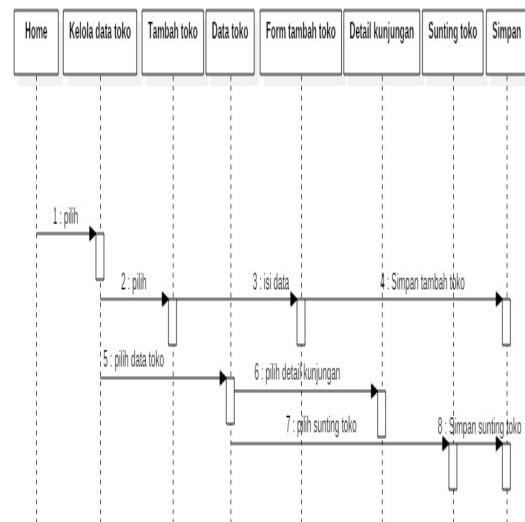 Home
Kelola data toko
Tambah toko
Data toko
Form tambah toko
Detail kunjungan
Sunting toko
Simpan
1 : pilih
2 : pilih
3 : isi data
4 : Simpan tambah toko
5 : pilih data toko
6 : pilih detail kunjungan
7 : pilih sunting toko
8 : Simpan sunting toko